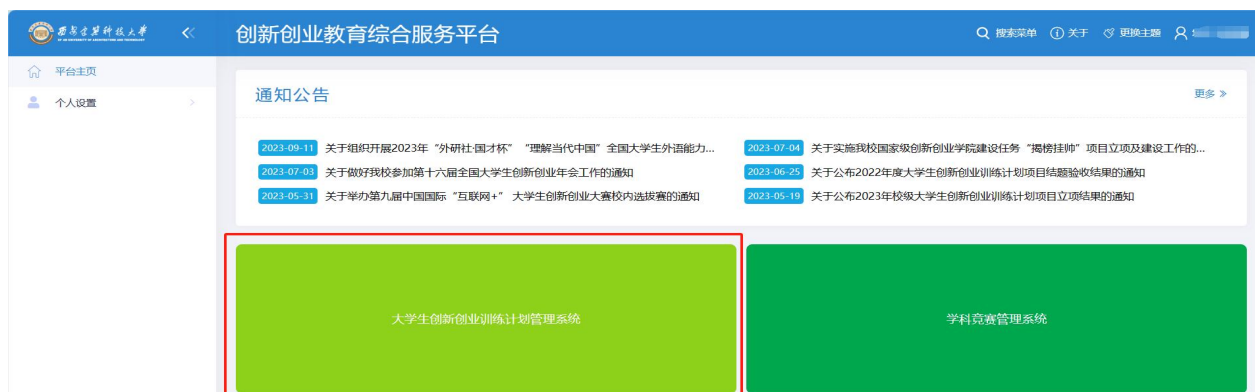 西安建筑科技大学
创新创业教育综合服务平台
搜索菜单 关于 更换主题
平台主页
个人设置
通知公告
更多
2023-09-11 关于组织开展2023年“外研社·国才杯”“理解当代中国”全国大学生外语能力...
2023-07-04 关于实施我校国家级创新创业学院建设任务“揭榜挂帅”项目立项及建设工作的...
2023-07-03 关于做好我校参加第十六届全国大学生创新创业年会工作的通知
2023-06-25 关于公布2022年度大学生创新创业训练计划项目结题验收结果的通知
2023-05-31 关于举办第九届中国国际“互联网+”大学生创新创业大赛校内选拔赛的通知
2023-05-19 关于公布2023年校级大学生创新创业训练计划项目立项结果的通知
大学生创新创业训练计划管理系统
学科竞赛管理系统